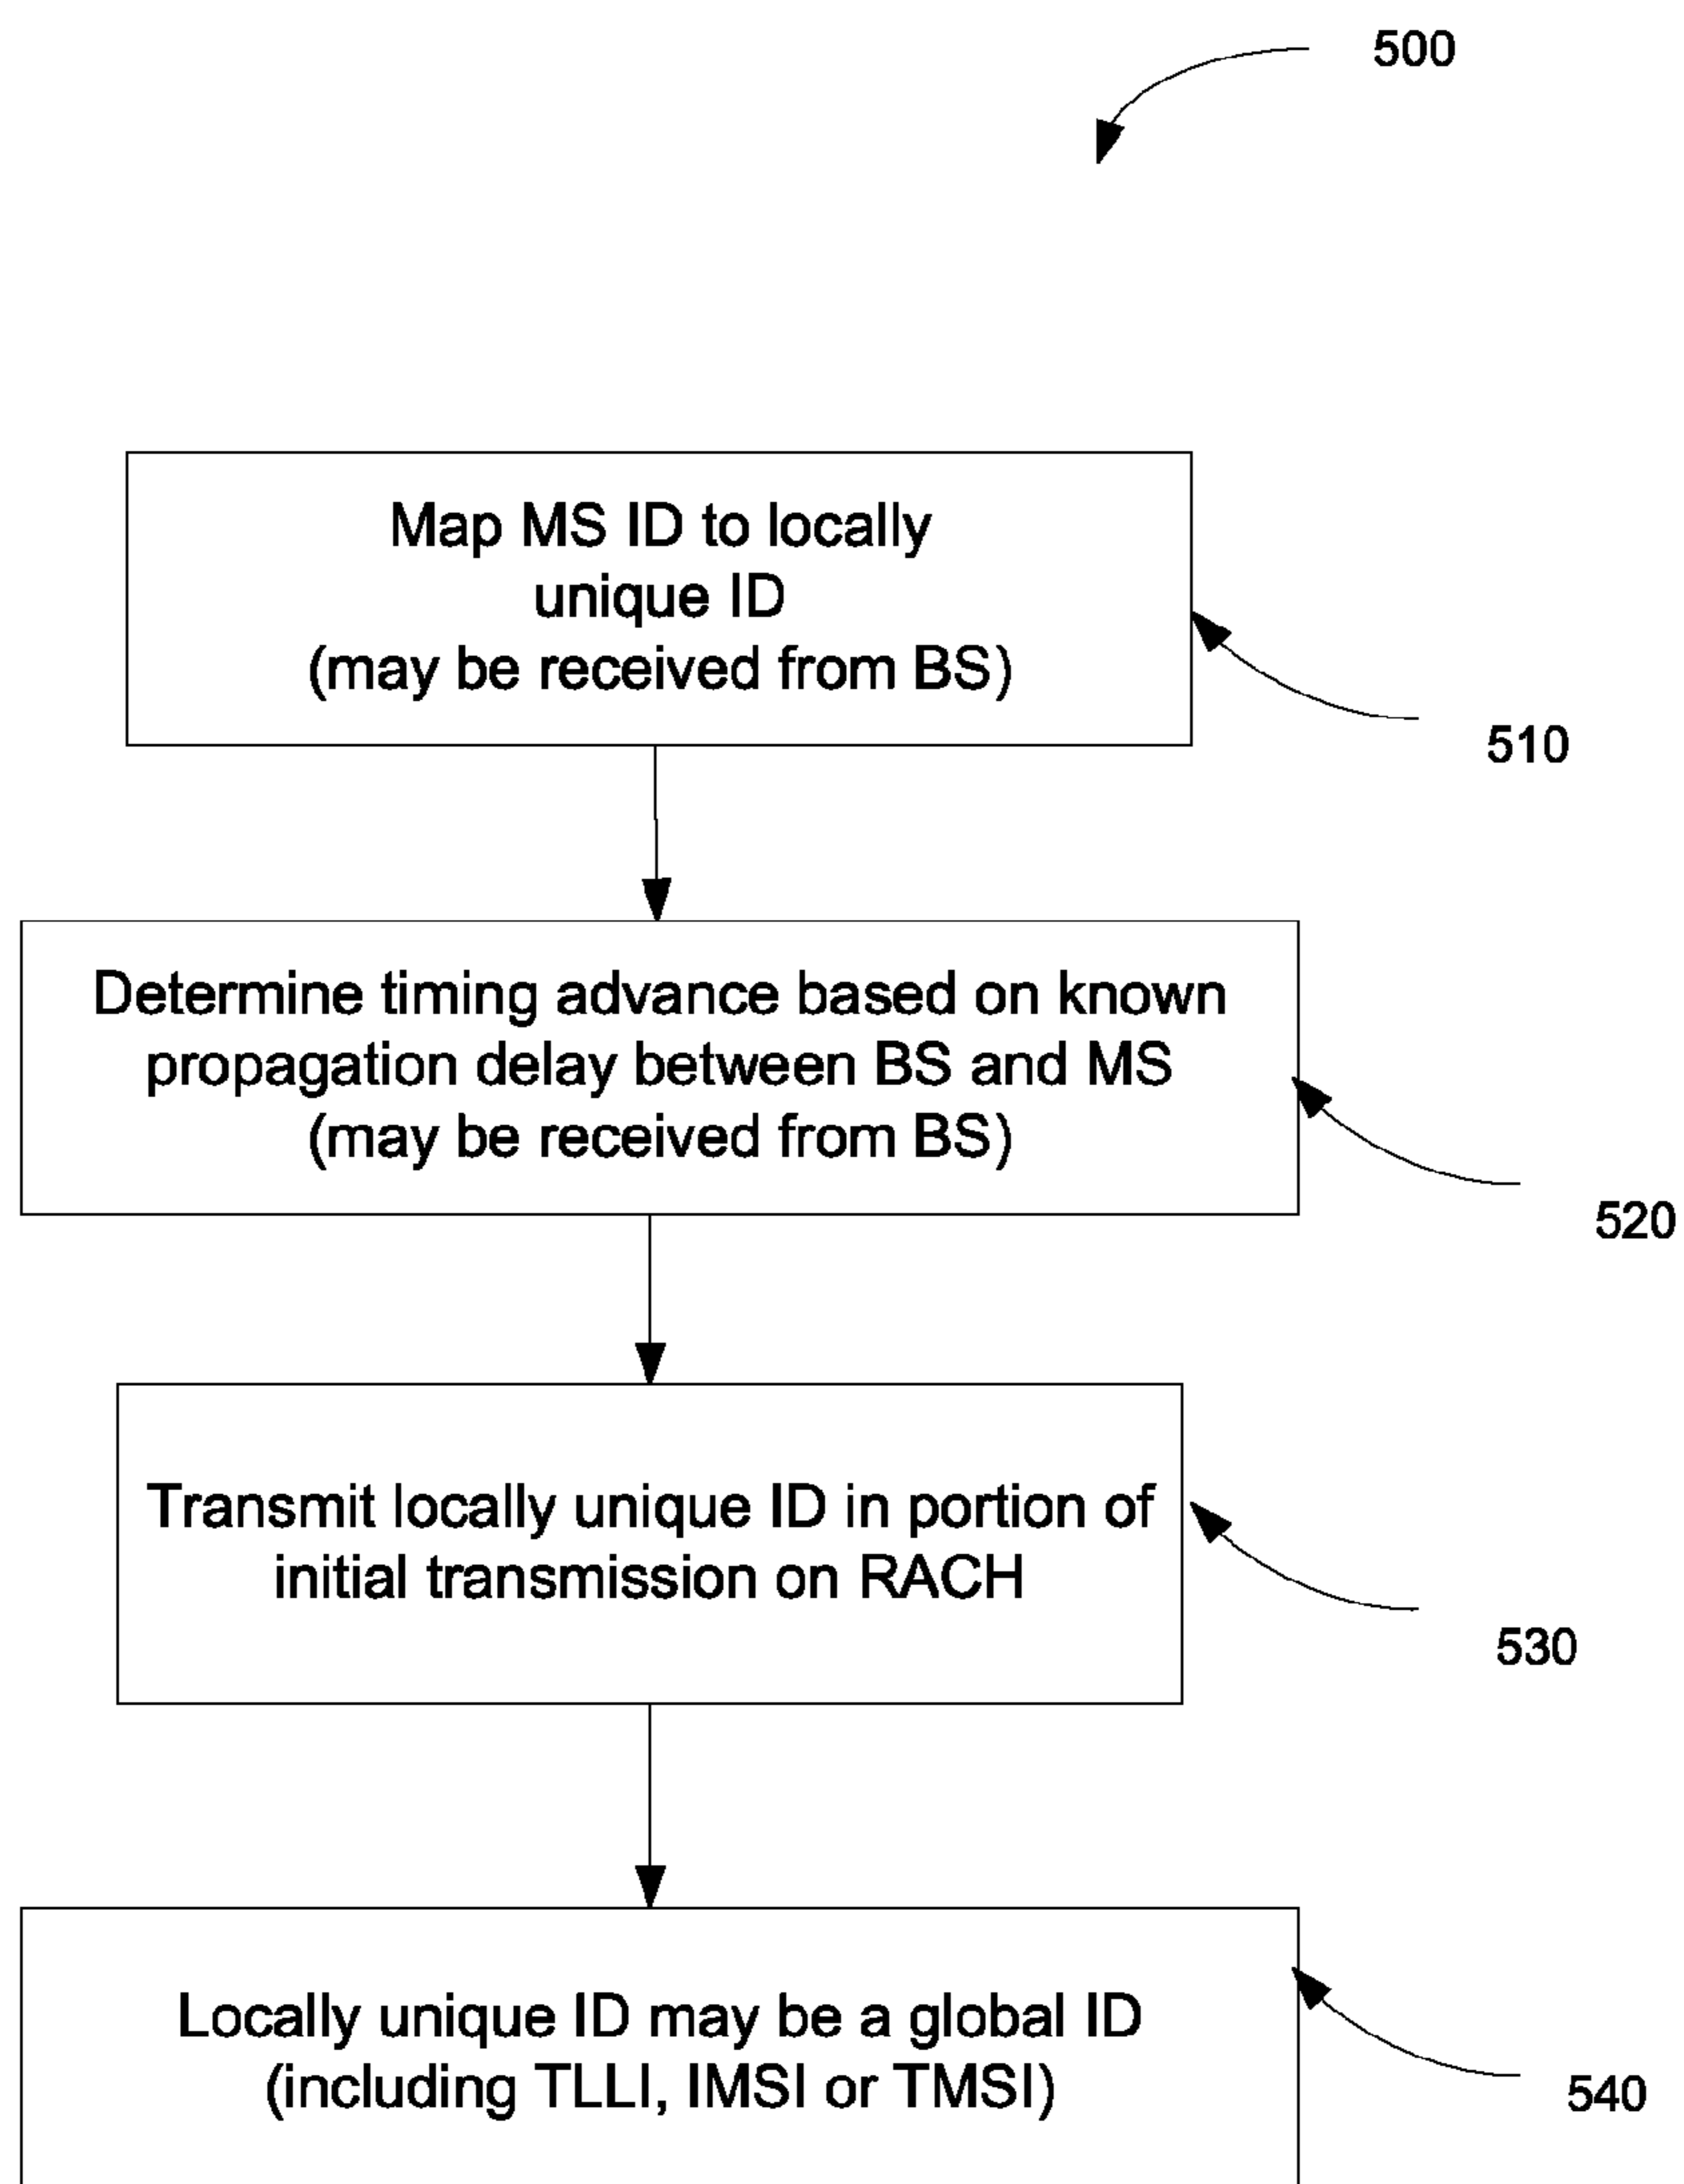 500
Map MS ID to locally
unique ID
(may be received from BS)
510
Determine timing advance based on known
propagation delay between BS and MS
(may be received from BS)
520
Transmit locally unique ID in portion of
initial transmission on RACH
530
Locally unique ID may be a global ID
(including TLLI, IMSI or TMSI)
540